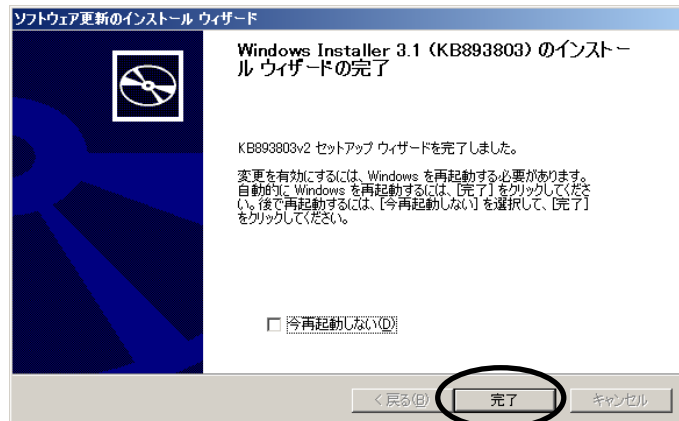 ソフトウェア更新のインストール ウィザード
Windows Installer 3.1 (KB893803) のインストー
ル ウィザードの完了
KB893803v2 セットアップ ウィザードを完了しました。
変更を有効にするには、Windows を再起動する必要があります。
自動的に Windows を再起動するには、[完了] をクリックしてくださ
い。後で再起動するには、[今再起動しない] を選択して、[完了]
をクリックしてください。
今再起動しない(D)
< 戻る(B)
完了
キャンセル